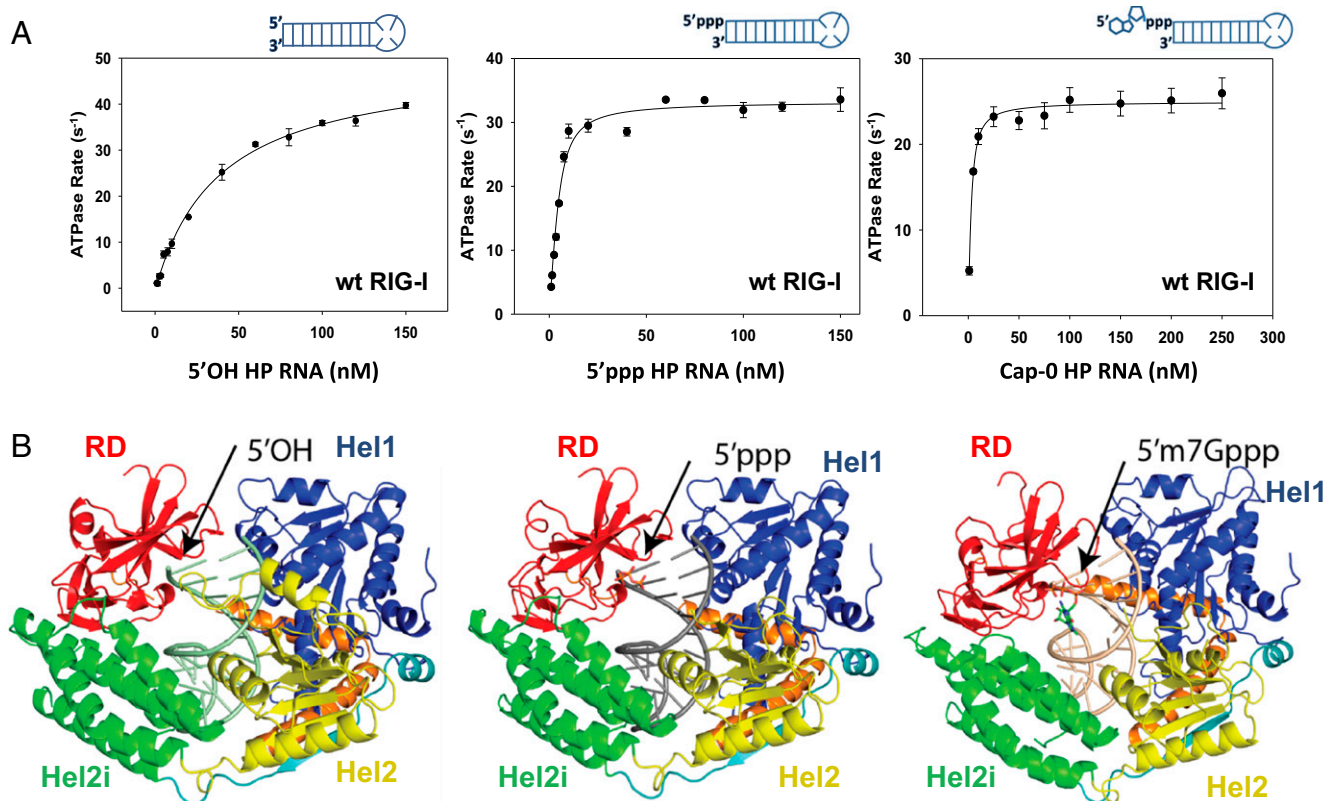 A
5'
3'
5'ppp
3'
5'
ppp
3'
ATPase Rate (s⁻¹)
50
40
30
20
10
0
wt RIG-I
0
50
100
150
5'OH HP RNA (nM)
ATPase Rate (s⁻¹)
40
30
20
10
0
wt RIG-I
0
50
100
150
5'ppp HP RNA (nM)
ATPase Rate (s⁻¹)
30
20
10
0
wt RIG-I
0
50
100
150
200
250
300
Cap-0 HP RNA (nM)
B
RD
5'OH
Hel1
Hel2i
Hel2
RD
5'ppp
Hel1
Hel2i
Hel2
RD
5'm7Gppp
Hel1
Hel2i
Hel2